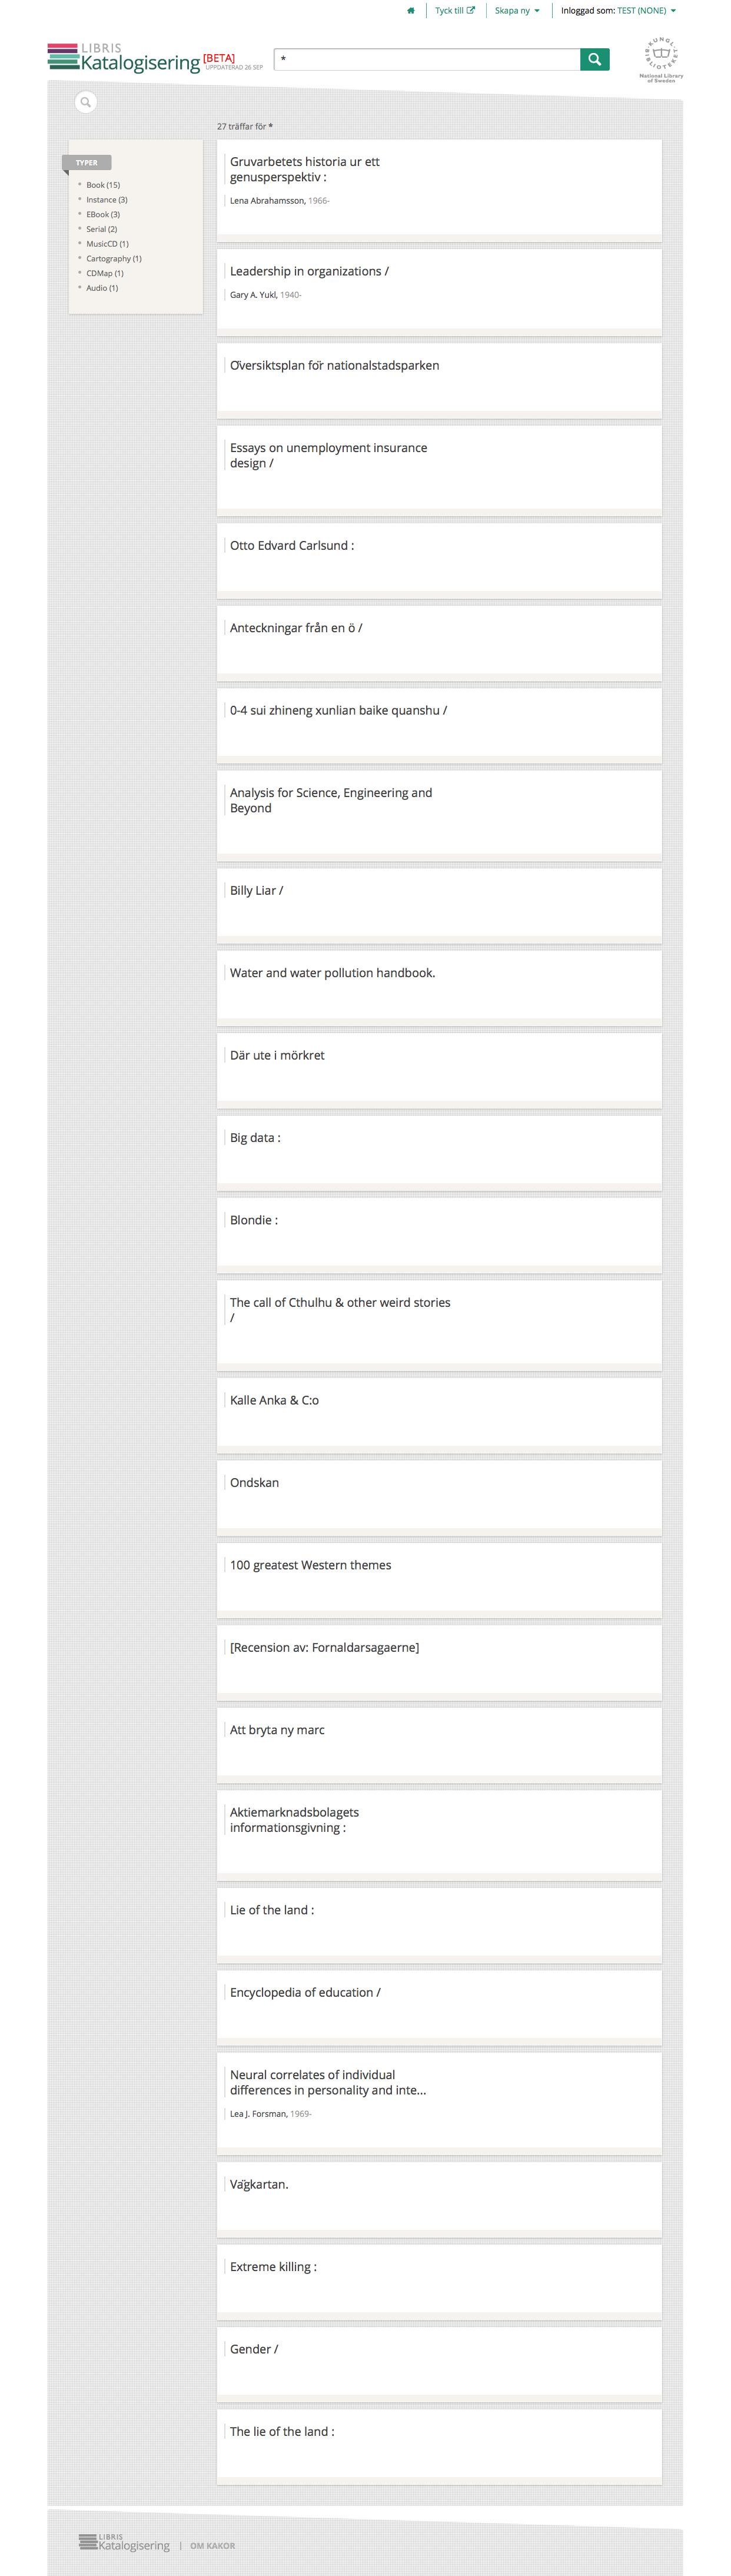 Tyck till
Skapa ny
Inloggad som: TEST (NONE)
LIBRIS
Katalogisering
[BETA]
UPPDATERAD 26 SEP
*
KUNGL. BIBLIOTEKET
National Library
of Sweden
27 träffar för *
TYPER
Book (15)
Instance (3)
EBook (3)
Serial (2)
MusicCD (1)
Cartography (1)
CDMap (1)
Audio (1)
Gruvarbetets historia ur ett
genusperspektiv :
Lena Abrahamsson, 1966-
Leadership in organizations /
Gary A. Yukl, 1940-
Översiktsplan för nationalstadsparken
Essays on unemployment insurance
design /
Otto Edvard Carlsund :
Anteckningar från en ö /
0-4 sui zhineng xunlian baike quanshu /
Analysis for Science, Engineering and
Beyond
Billy Liar /
Water and water pollution handbook.
Där ute i mörkret
Big data :
Blondie :
The call of Cthulhu & other weird stories
/
Kalle Anka & C:o
Ondskan
100 greatest Western themes
[Recension av: Fornaldarsagaerne]
Att bryta ny marc
Aktiemarknadsbolagets
informationsgivning :
Lie of the land :
Encyclopedia of education /
Neural correlates of individual
differences in personality and inte...
Lea J. Forsman, 1969-
Vägkartan.
Extreme killing :
Gender /
The lie of the land :
LIBRIS
Katalogisering | OM KAKOR